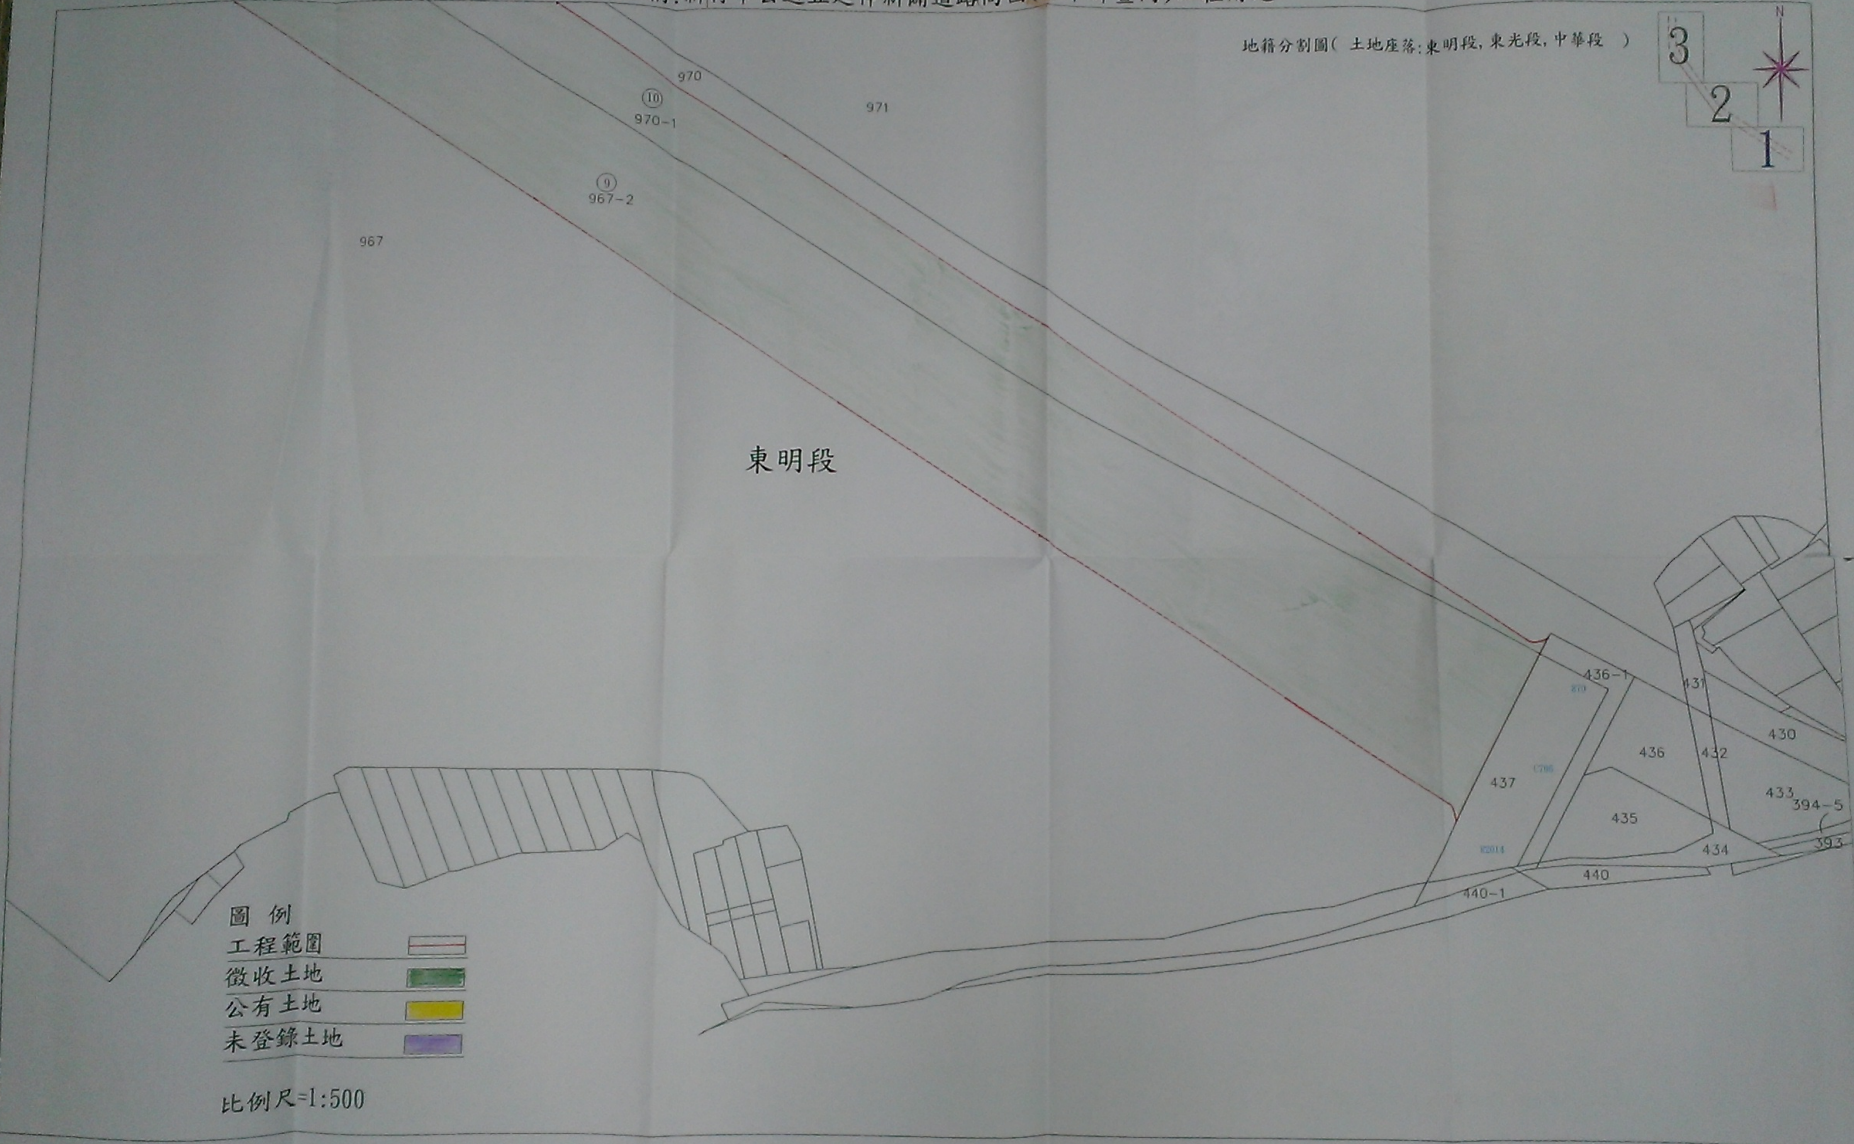 地籍分割圖( 土地座落:東明段,東光段,中華段 )
N
3
2
1
970
971
⑩
970-1
⑨
967-2
967
東明段
436-1
431
430
436
432
437
433
394-5
435
434
393
440
440-1
圖 例
工程範圍
徵收土地
公有土地
未登錄土地
比例尺=1:500